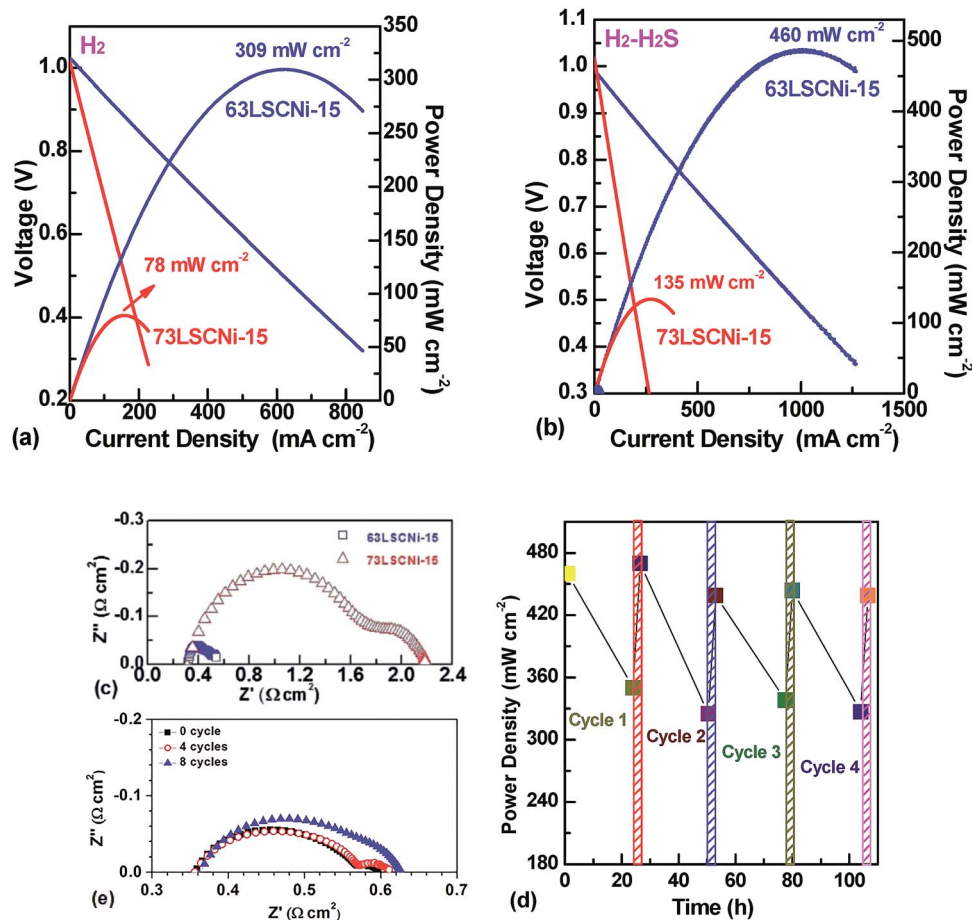 H2
309 mW cm-2
63LSCNi-15
78 mW cm-2
73LSCNi-15
Voltage (V)
1.0
0.8
0.6
0.4
0.2
Power Density (mW cm-2)
350
300
250
200
150
100
50
0
0 200 400 600 800
Current Density (mA cm-2)
(a)
H2-H2S
460 mW cm-2
63LSCNi-15
135 mW cm-2
73LSCNi-15
Voltage (V)
1.1
1.0
0.9
0.8
0.7
0.6
0.5
0.4
0.3
Power Density (mW cm-2)
500
400
300
200
100
0
0 500 1000 1500
Current Density (mA cm-2)
(b)
-0.3
-0.2
-0.1
0.0
Z'' (Ω cm2)
63LSCNi-15
73LSCNi-15
0.0 0.4 0.8 1.2 1.6 2.0 2.4
Z' (Ω cm2)
(c)
-0.2
-0.1
0.0
Z'' (Ω cm2)
0 cycle
4 cycles
8 cycles
0.3 0.4 0.5 0.6 0.7
Z' (Ω cm2)
(e)
Power Density (mW cm-2)
480
420
360
300
240
180
Cycle 1
Cycle 2
Cycle 3
Cycle 4
0 20 40 60 80 100
Time (h)
(d)